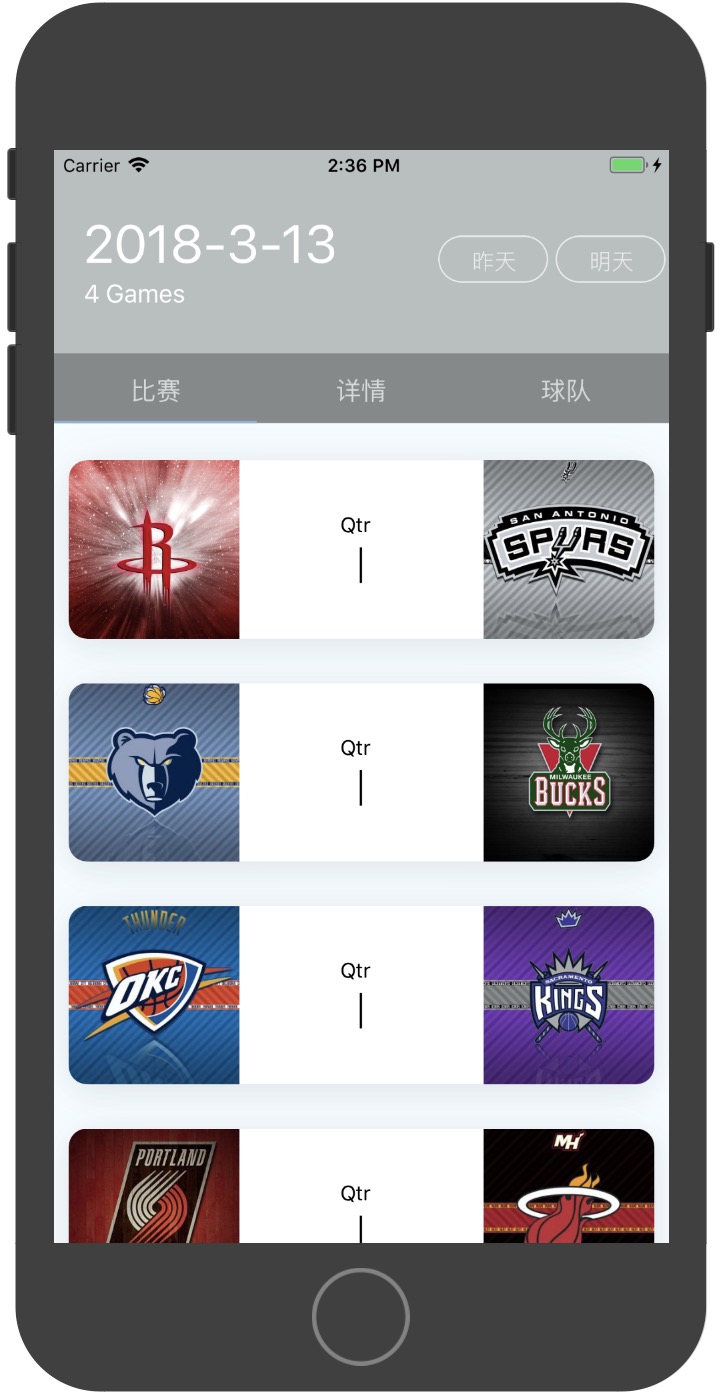 Carrier
2:36 PM
2018-3-13
4 Games
昨天
明天
比赛
详情
球队
R
Qtr
SAN ANTONIO
SPURS
Qtr
MILWAUKEE
BUCKS
THUNDER
OKC
Qtr
SACRAMENTO
KINGS
PORTLAND
Qtr
MH